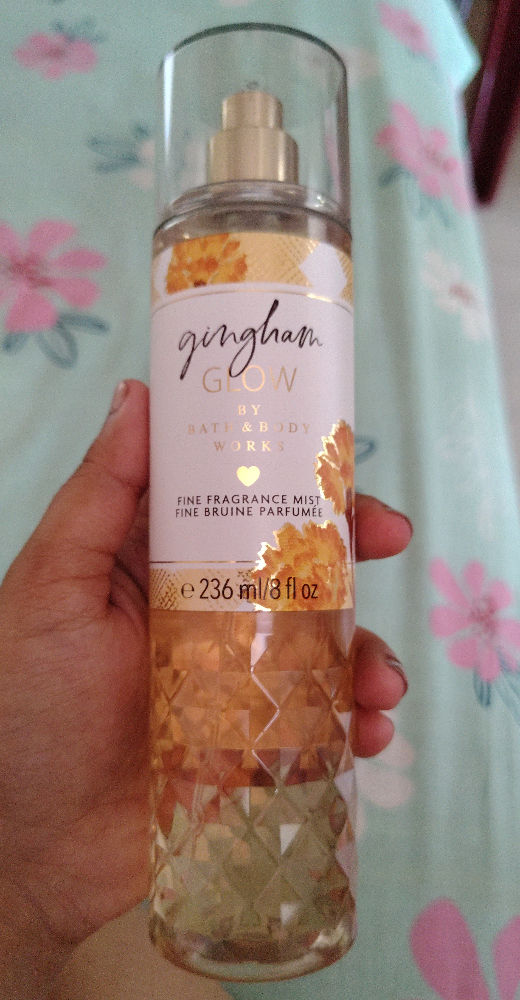 gingham
GLOW
BY
BATH & BODY
WORKS
FINE FRAGRANCE MIST
FINE BRUINE PARFUMÉE
℮ 236 ml/8 fl oz